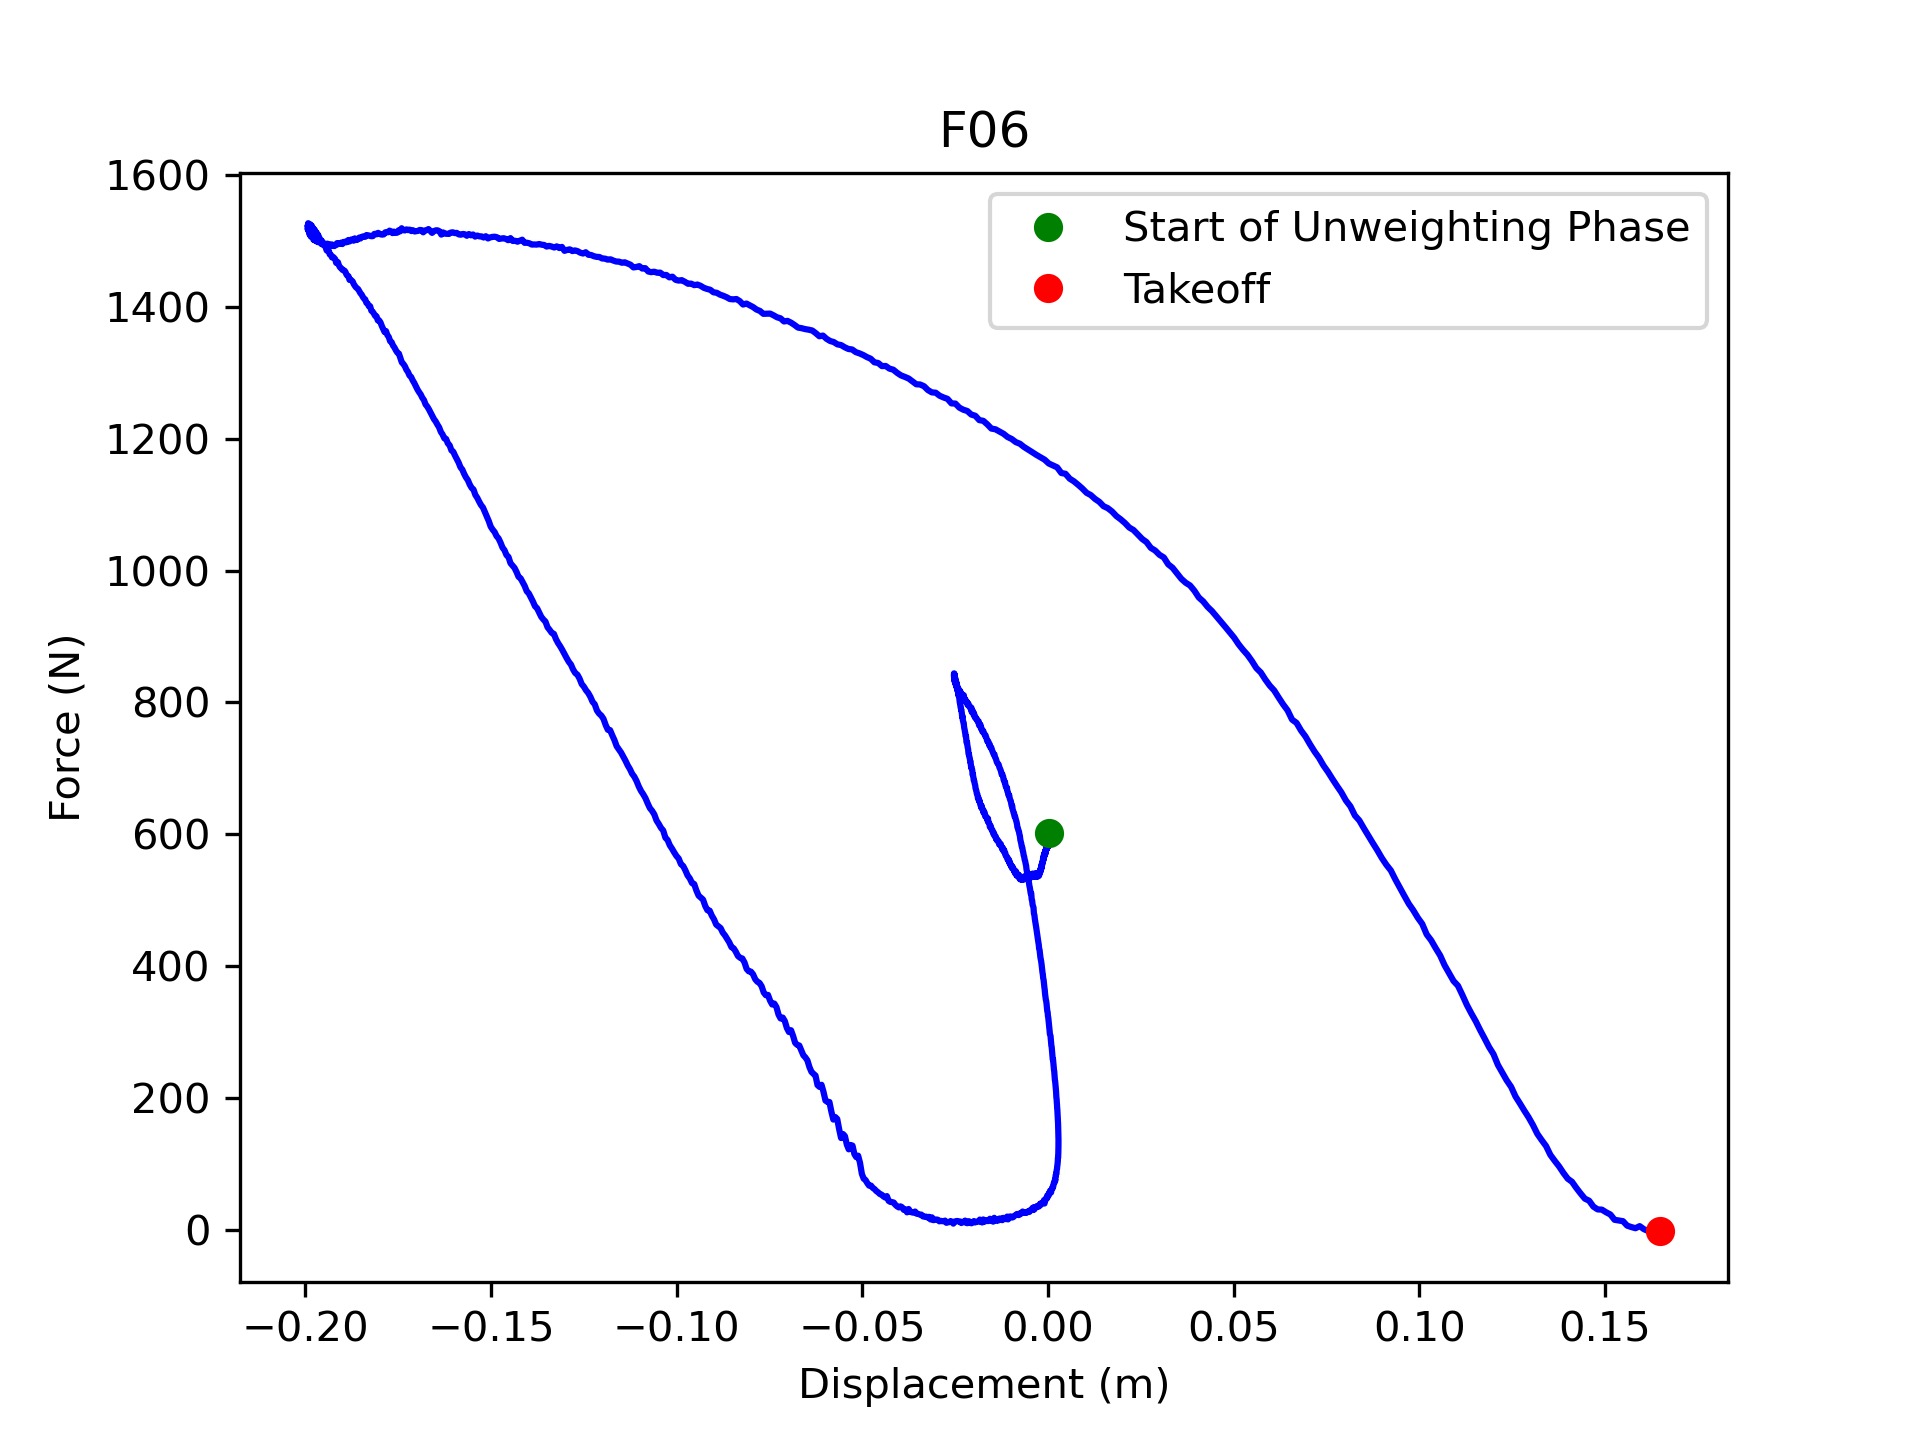 F06
1600
1400
1200
1000
800
600
400
200
0
Force (N)
Start of Unweighting Phase
Takeoff
−0.20 −0.15 −0.10 −0.05 0.00 0.05 0.10 0.15
Displacement (m)